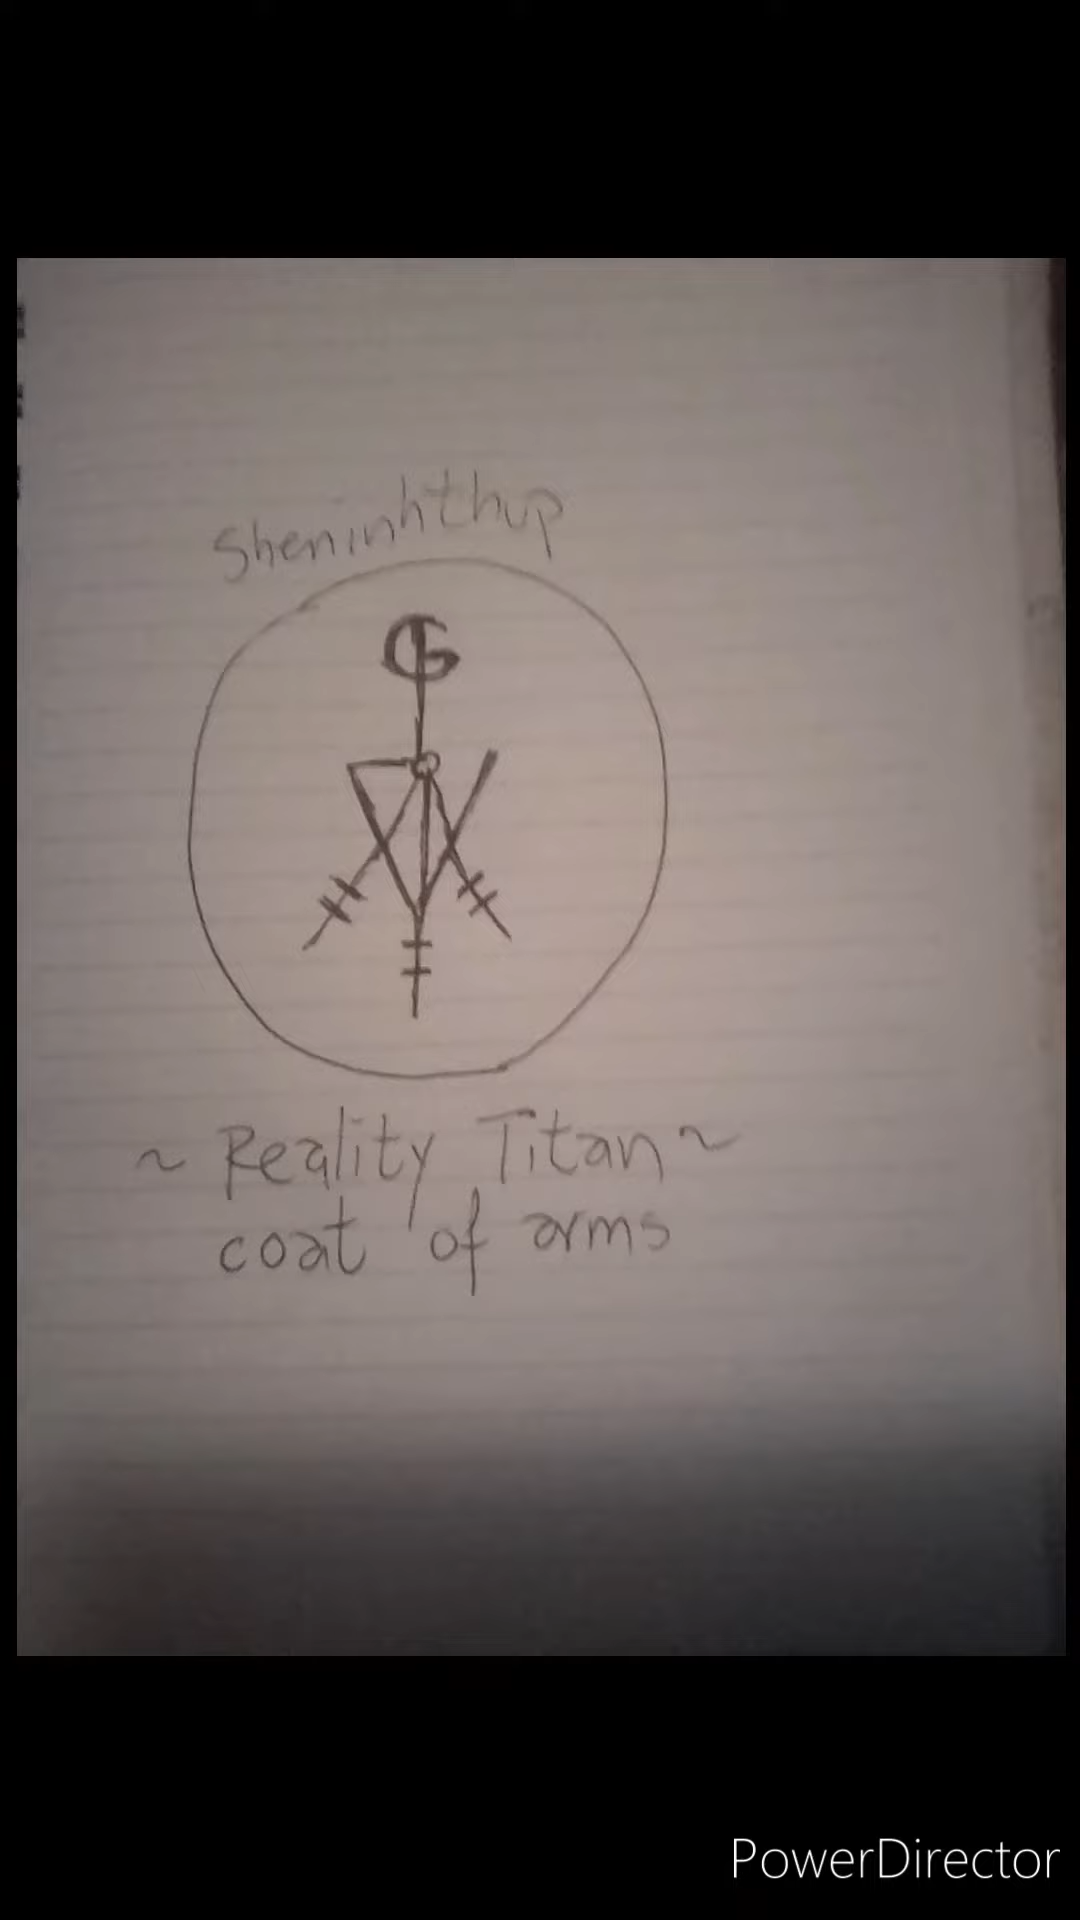 Sheninhthup
G
~ Reality Titan ~
coat of arms
PowerDirector